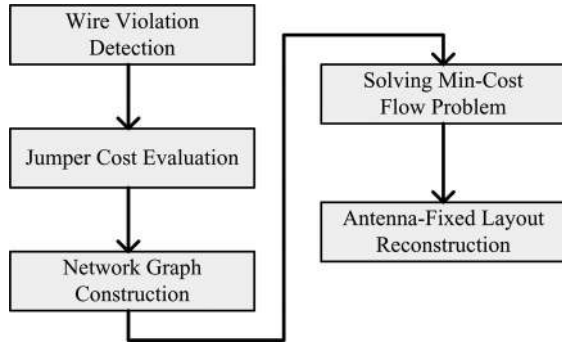 Wire Violation
Detection
Jumper Cost Evaluation
Network Graph
Construction
Solving Min-Cost
Flow Problem
Antenna-Fixed Layout
Reconstruction